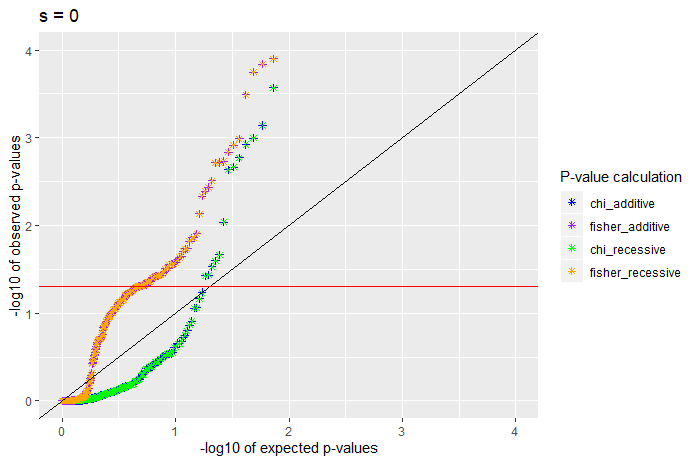 s = 0
4
3
2
1
0
-log10 of observed p-values
0
1
2
3
4
-log10 of expected p-values
P-value calculation
chi_additive
fisher_additive
chi_recessive
fisher_recessive